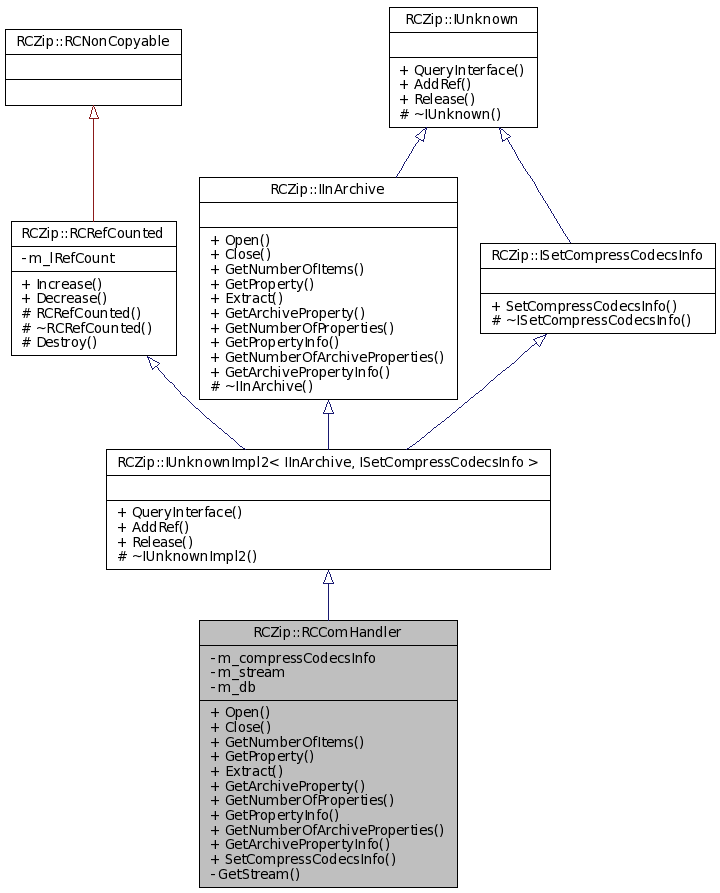 RCZip::IUnknown
+ QueryInterface()
+ AddRef()
+ Release()
# ~IUnknown()
RCZip::RCNonCopyable
RCZip::IInArchive
+ Open()
+ Close()
+ GetNumberOfItems()
+ GetProperty()
+ Extract()
+ GetArchiveProperty()
+ GetNumberOfProperties()
+ GetPropertyInfo()
+ GetNumberOfArchiveProperties()
+ GetArchivePropertyInfo()
# ~IInArchive()
RCZip::RCRefCounted
- m_lRefCount
+ Increase()
+ Decrease()
# RCRefCounted()
# ~RCRefCounted()
# Destroy()
RCZip::ISetCompressCodecsInfo
+ SetCompressCodecsInfo()
# ~ISetCompressCodecsInfo()
RCZip::IUnknownImpl2< IInArchive, ISetCompressCodecsInfo >
+ QueryInterface()
+ AddRef()
+ Release()
# ~IUnknownImpl2()
RCZip::RCComHandler
- m_compressCodecsInfo
- m_stream
- m_db
+ Open()
+ Close()
+ GetNumberOfItems()
+ GetProperty()
+ Extract()
+ GetArchiveProperty()
+ GetNumberOfProperties()
+ GetPropertyInfo()
+ GetNumberOfArchiveProperties()
+ GetArchivePropertyInfo()
+ SetCompressCodecsInfo()
- GetStream()